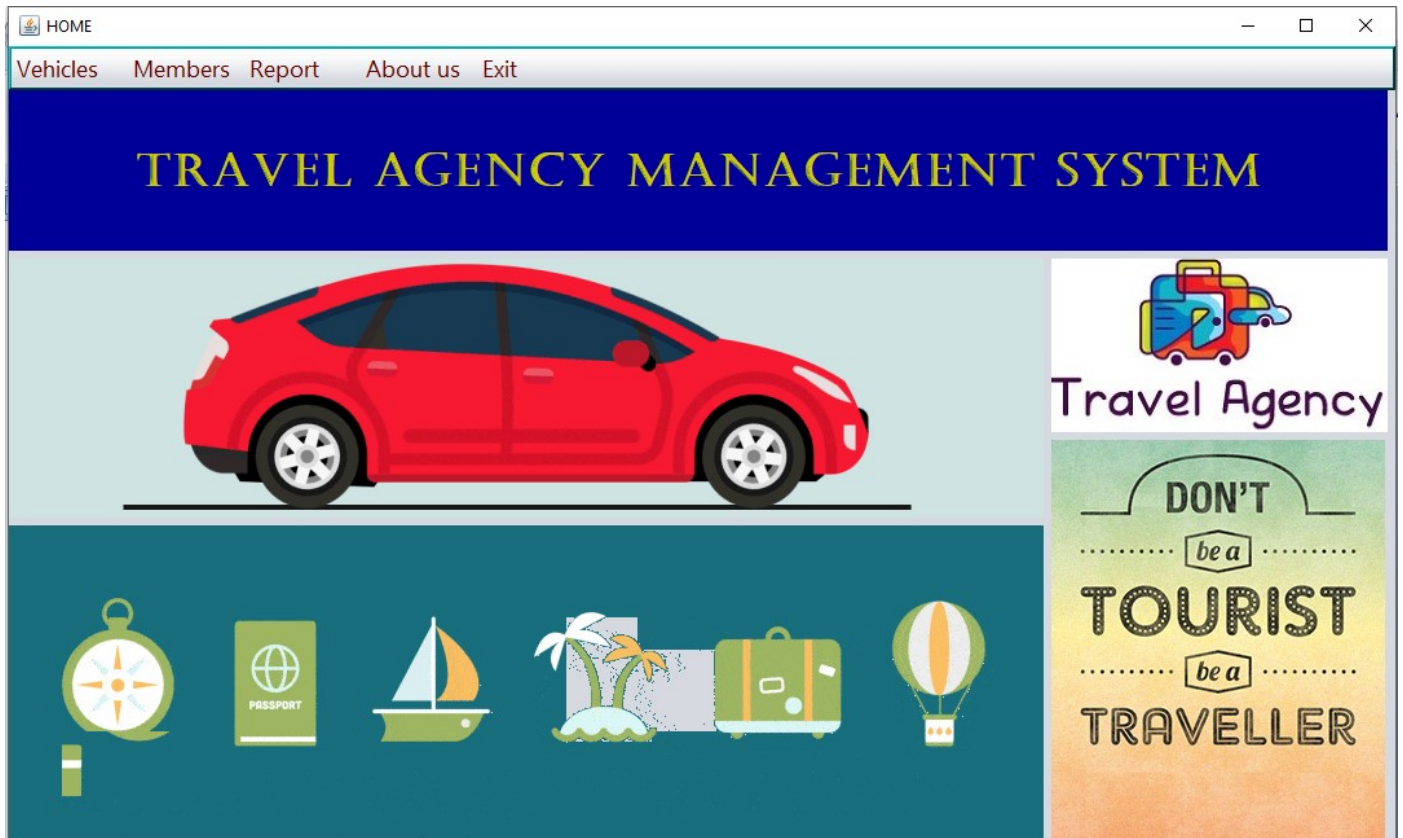 HOME
Vehicles Members Report About us Exit
TRAVEL AGENCY MANAGEMENT SYSTEM
Travel Agency
DON'T
be a
TOURIST
be a
TRAVELLER
PASSPORT